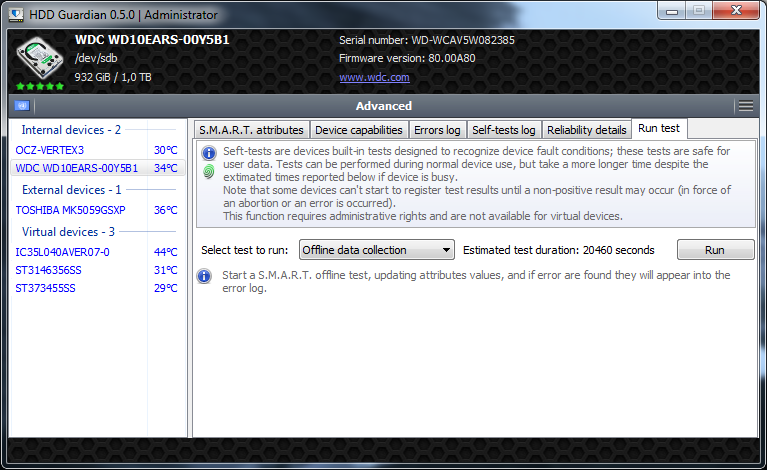 HDD Guardian 0.5.0 | Administrator
WDC WD10EARS-00Y5B1
/dev/sdb
932 GiB / 1,0 TB
Serial number: WD-WCAV5W082385
Firmware version: 80.00A80
www.wdc.com
Advanced
Internal devices - 2
OCZ-VERTEX3 30°C
WDC WD10EARS-00Y5B1 34°C
External devices - 1
TOSHIBA MK5059GSXP 36°C
Virtual devices - 3
IC35L040AVER07-0 44°C
ST3146356SS 31°C
ST373455SS 29°C
S.M.A.R.T. attributes Device capabilities Errors log Self-tests log Reliability details Run test
Seft-tests are devices built-in tests designed to recognize device fault conditions; these tests are safe for
user data. Tests can be performed during normal device use, but take a more longer time despite the
extimated times reported below if device is busy.
Note that some devices can't start to register test results until a non-positive result may occur (in force of
an abortion or an error is occurred).
This function requires administrative rights and are not available for virtual devices.
Select test to run: Offline data collection Estimated test duration: 20460 seconds Run
Start a S.M.A.R.T. offline test, updating attributes values, and if error are found they will appear into the
error log.